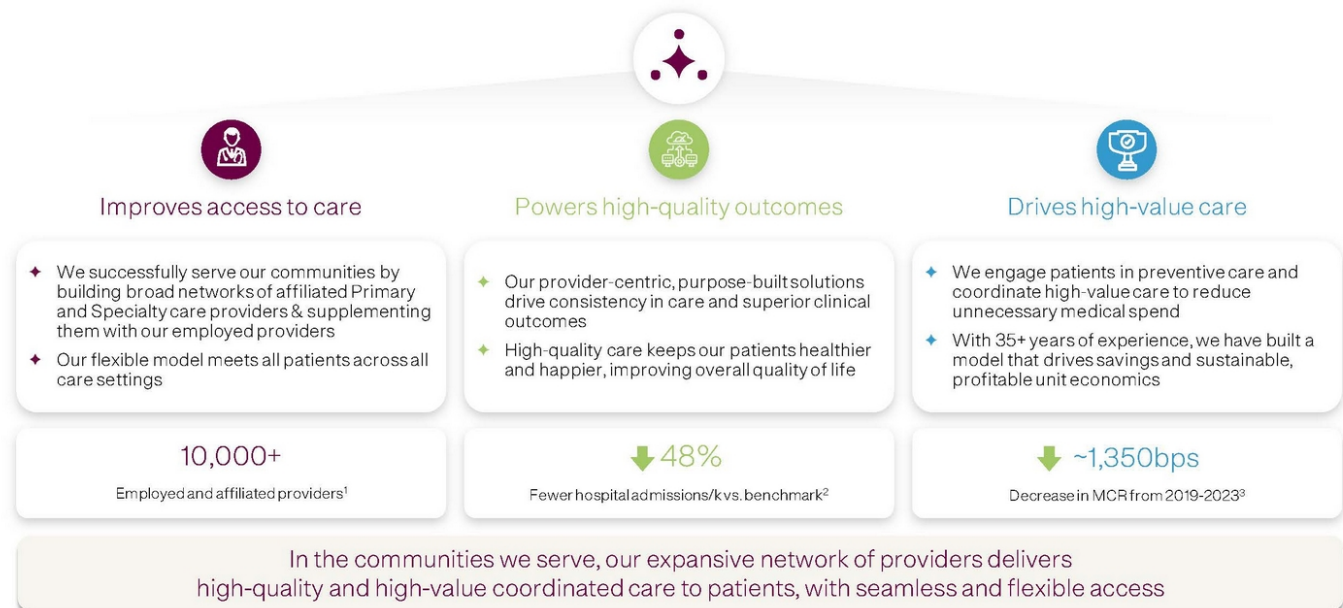 Improves access to care
We successfully serve our communities by
building broad networks of affiliated Primary
and Specialty care providers & supplementing
them with our employed providers
Our flexible model meets all patients across all
care settings
10,000+
Employed and affiliated providers¹
Powers high-quality outcomes
Our provider-centric, purpose-built solutions
drive consistency in care and superior clinical
outcomes
High-quality care keeps our patients healthier
and happier, improving overall quality of life
48%
Fewer hospital admissions/k vs. benchmark²
Drives high-value care
We engage patients in preventive care and
coordinate high-value care to reduce
unnecessary medical spend
With 35+ years of experience, we have built a
model that drives savings and sustainable,
profitable unit economics
~1,350bps
Decrease in MCR from 2019-2023³
In the communities we serve, our expansive network of providers delivers
high-quality and high-value coordinated care to patients, with seamless and flexible access